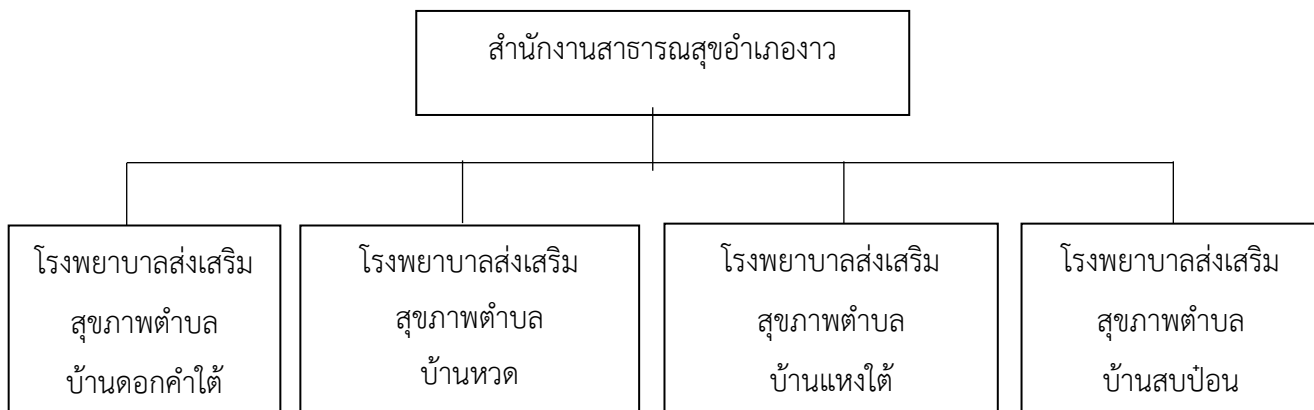 สำนักงานสาธารณสุขอำเภองาว
โรงพยาบาลส่งเสริม
สุขภาพตำบล
บ้านดอกคำใต้
โรงพยาบาลส่งเสริม
สุขภาพตำบล
บ้านหวด
โรงพยาบาลส่งเสริม
สุขภาพตำบล
บ้านแหงใต้
โรงพยาบาลส่งเสริม
สุขภาพตำบล
บ้านสบป๋อน